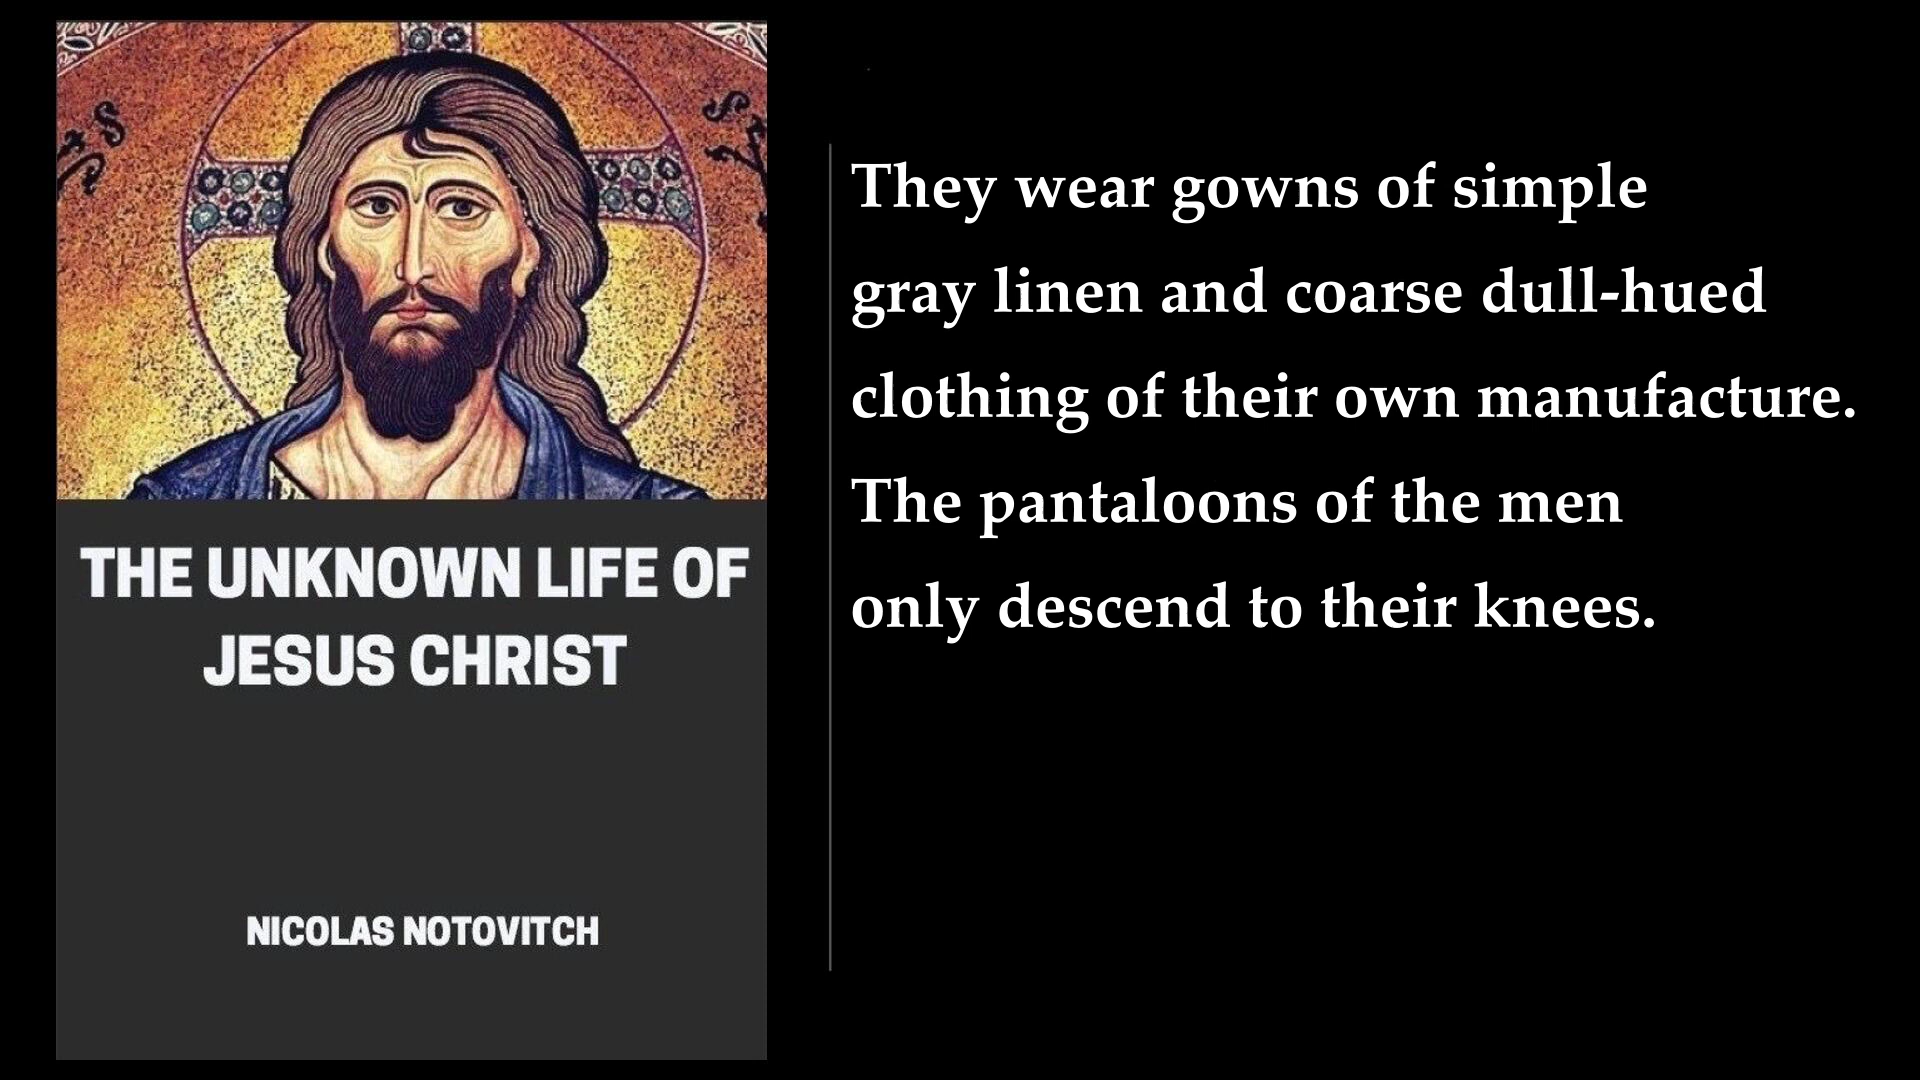 THE UNKNOWN LIFE OF
JESUS CHRIST
NICOLAS NOTOVITCH
They wear gowns of simple
gray linen and coarse dull-hued
clothing of their own manufacture.
The pantaloons of the men
only descend to their knees.